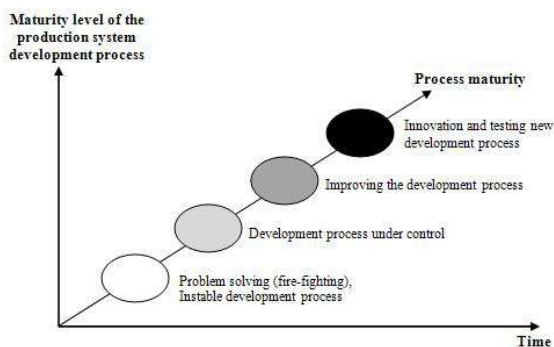 Maturity level of the
production system
development process
Process maturity
Innovation and testing new
development process
Improving the development process
Development process under control
Problem solving (fire-fighting),
Instable development process
Time